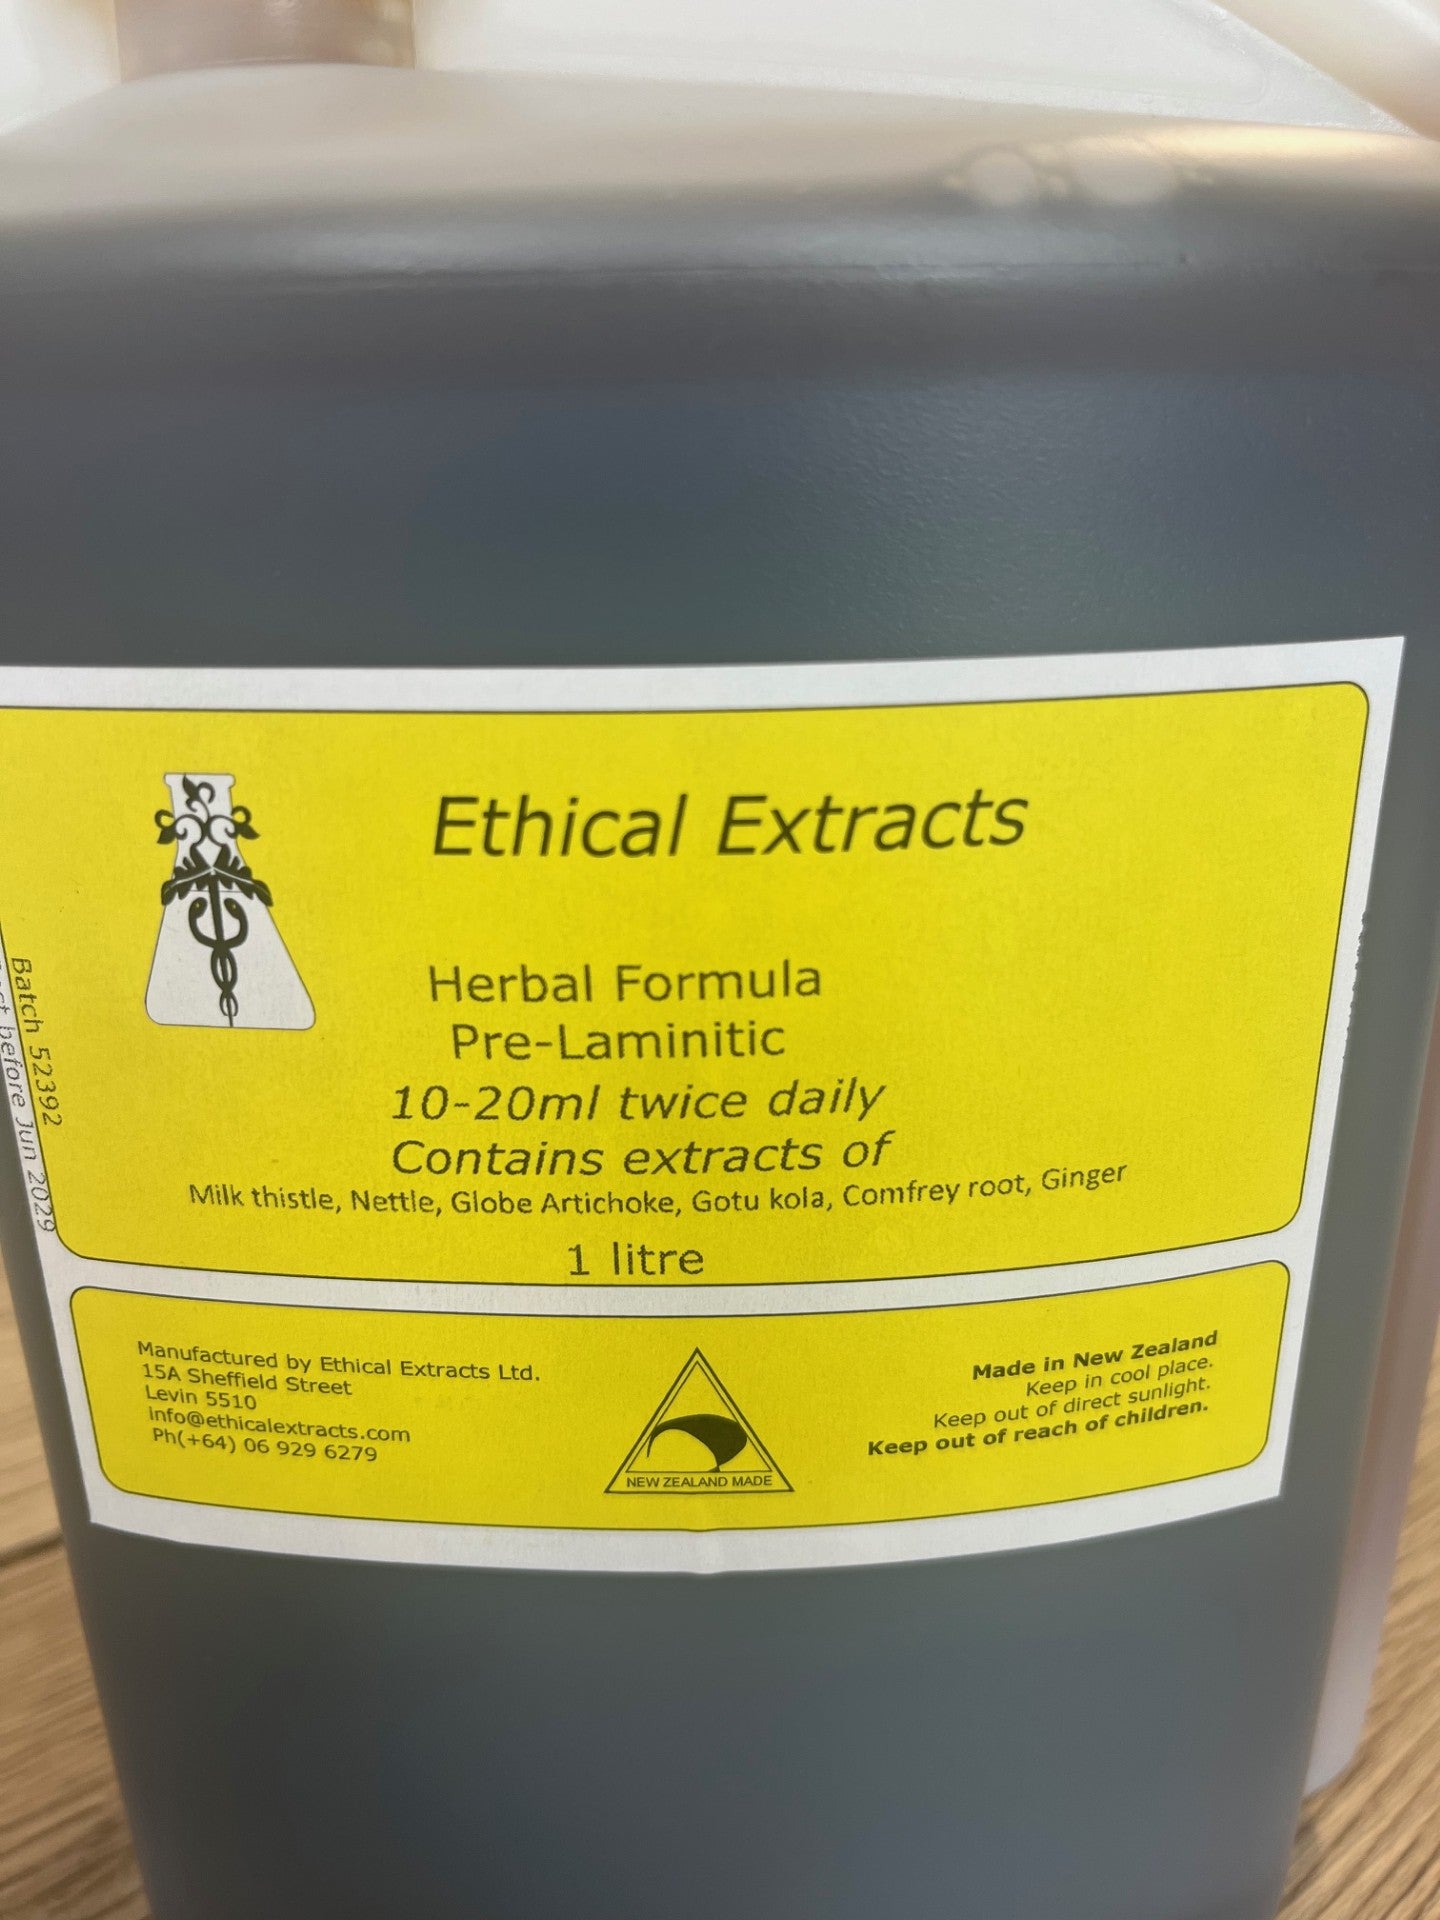 Ethical Extracts
Herbal Formula
Pre-Laminitic
10-20ml twice daily
Contains extracts of
Milk thistle, Nettle, Globe Artichoke, Gotu kola, Comfrey root, Ginger
1 litre
Batch 52392
before Jun 2029
Manufactured by Ethical Extracts Ltd.
15A Sheffield Street
Levin 5510
info@ethicalextracts.com
Ph(+64) 06 929 6279
NEW ZEALAND MADE
Made in New Zealand
Keep in cool place.
Keep out of direct sunlight.
Keep out of reach of children.